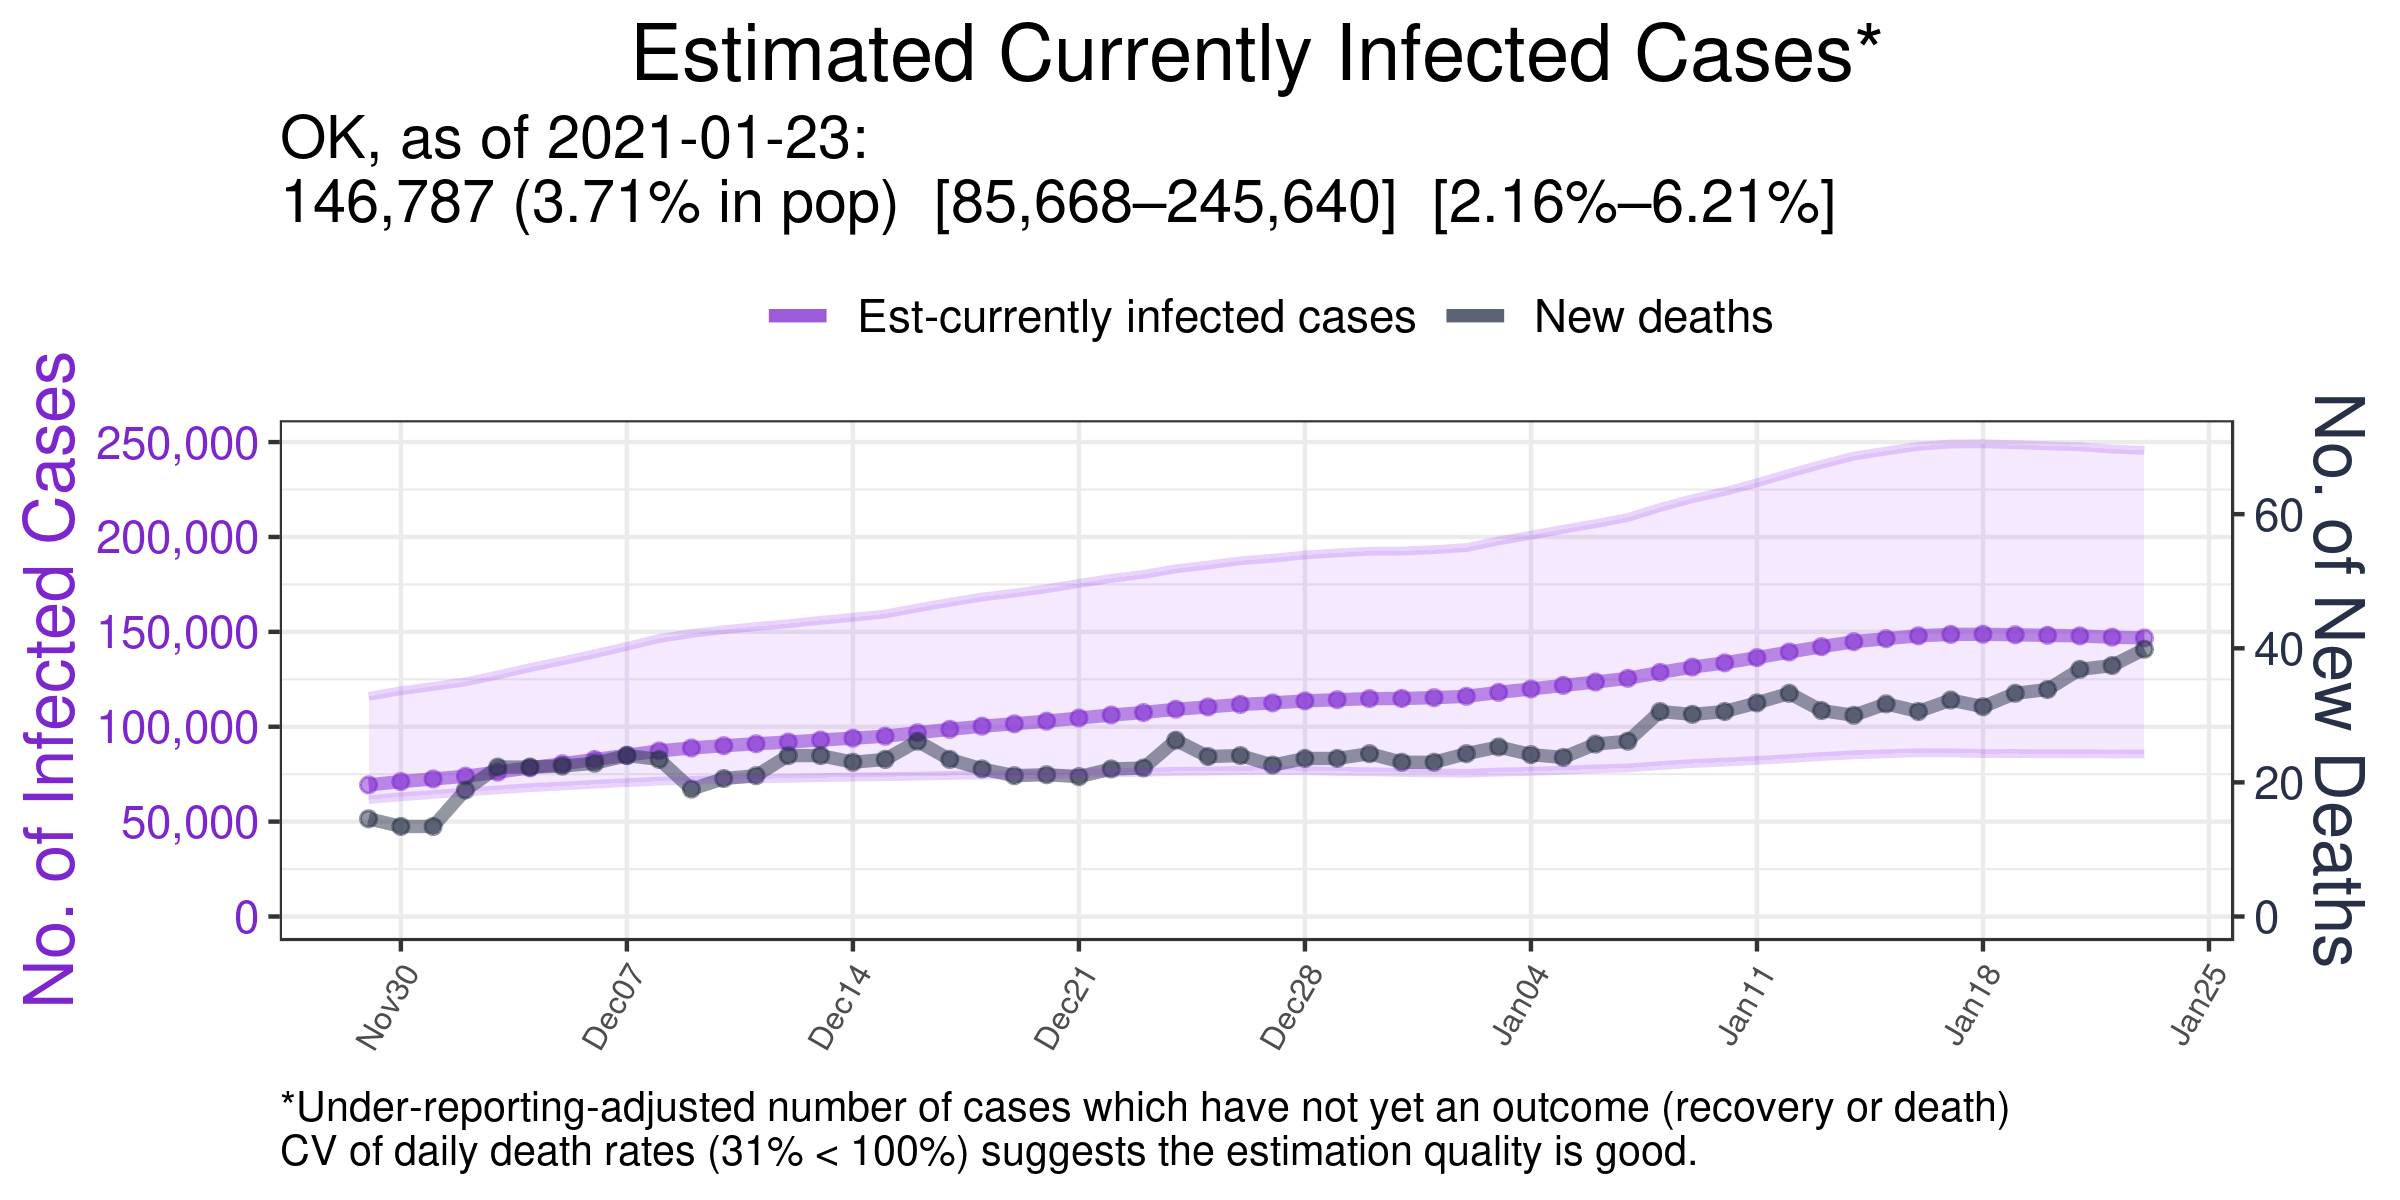 Estimated Currently Infected Cases*
OK, as of 2021-01-23:
146,787 (3.71% in pop)  [85,668–245,640]  [2.16%–6.21%]
Est-currently infected cases
New deaths
No. of Infected Cases
250,000
200,000
150,000
100,000
50,000
0
No. of New Deaths
60
40
20
0
Nov30
Dec07
Dec14
Dec21
Dec28
Jan04
Jan11
Jan18
Jan25
*Under-reporting-adjusted number of cases which have not yet an outcome (recovery or death)
CV of daily death rates (31% < 100%) suggests the estimation quality is good.